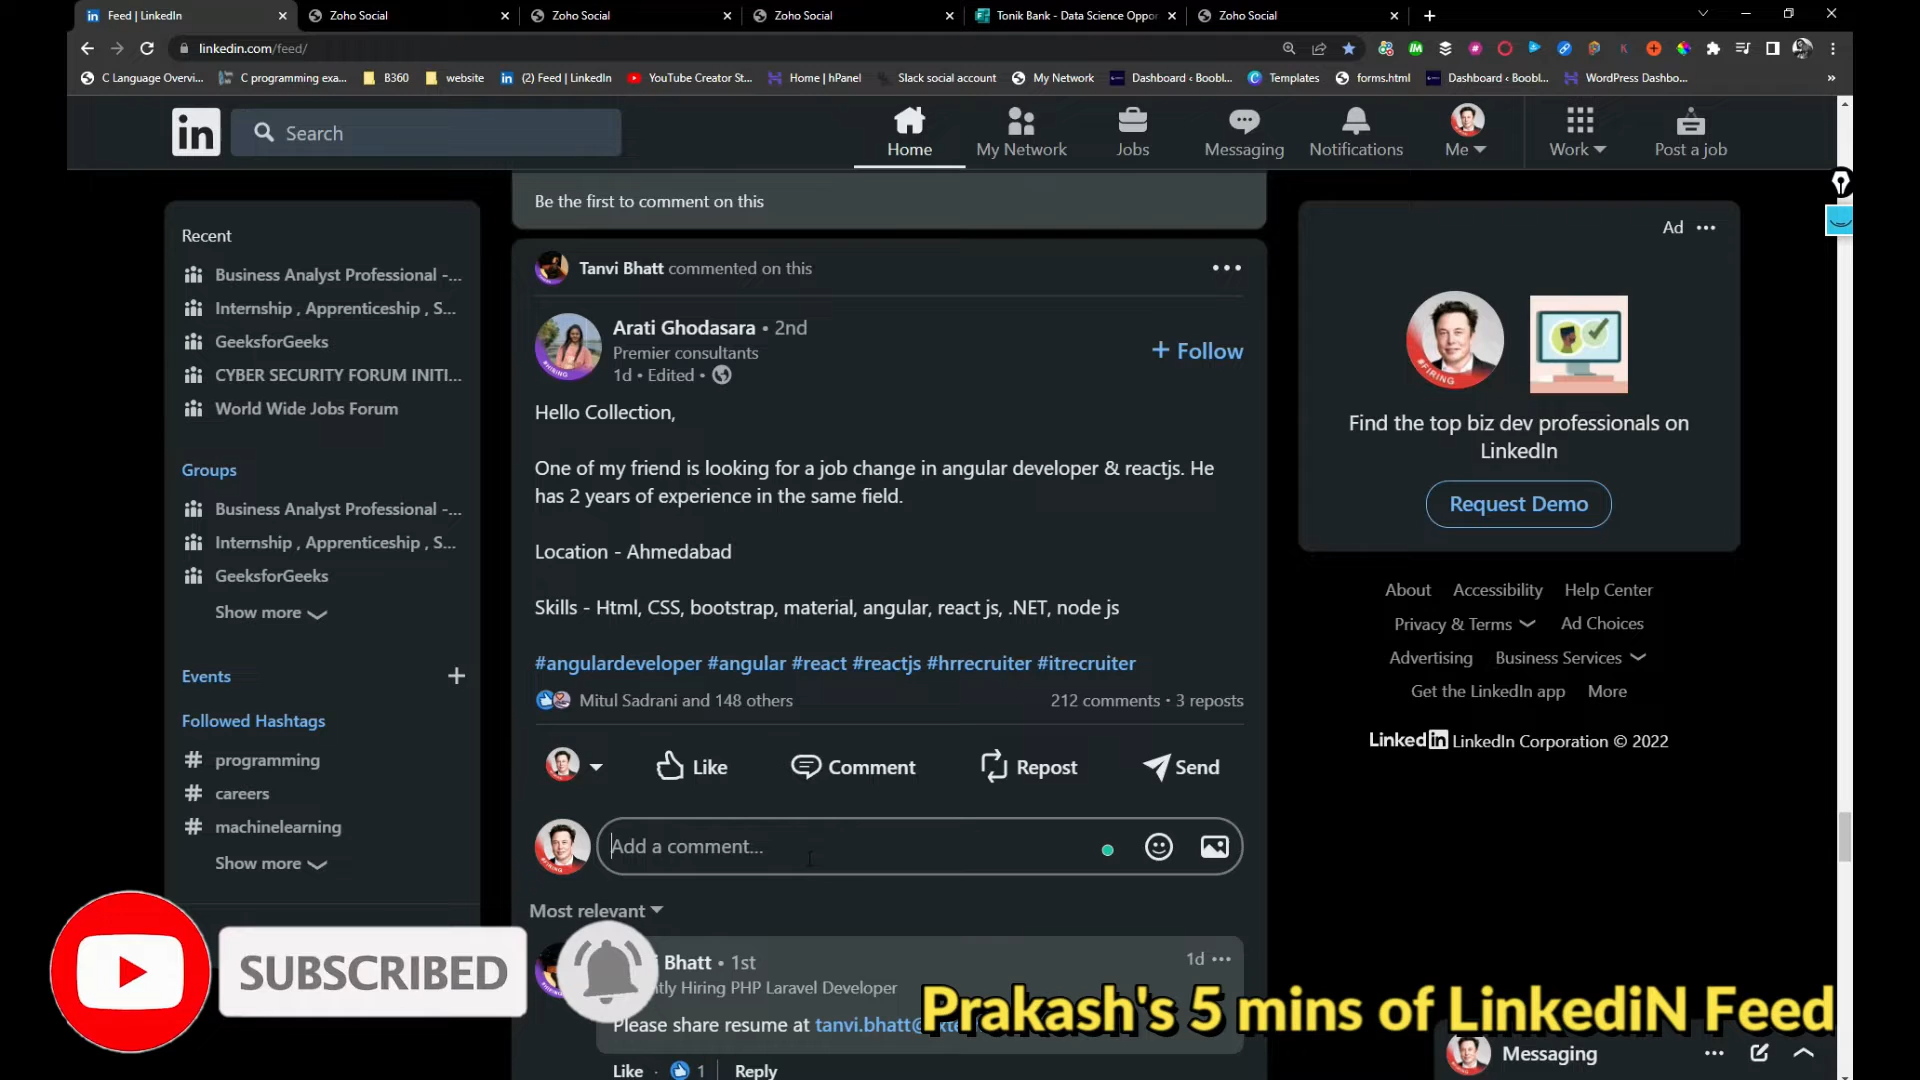 Feed | LinkedIn
Zoho Social
Zoho Social
Zoho Social
Tonik Bank - Data Science Oppor
Zoho Social
linkedin.com/feed/
C Language Overvi...
C programming exa...
B360
website
(2) Feed | LinkedIn
YouTube Creator St...
Home | hPanel
Slack social account
My Network
Dashboard ‹ Boobl...
Templates
forms.html
Dashboard ‹ Boobl...
WordPress Dashbo...
in
Search
Home
My Network
Jobs
Messaging
Notifications
Me
Work
Post a job
Recent
Business Analyst Professional -...
Internship , Apprenticeship , S...
GeeksforGeeks
CYBER SECURITY FORUM INITI...
World Wide Jobs Forum
Groups
Business Analyst Professional -...
Internship , Apprenticeship , S...
GeeksforGeeks
Show more
Events
Followed Hashtags
# programming
# careers
# machinelearning
Show more
Be the first to comment on this
Tanvi Bhatt commented on this
Arati Ghodasara • 2nd
Premier consultants
1d • Edited •
+ Follow
Hello Collection,
One of my friend is looking for a job change in angular developer & reactjs. He
has 2 years of experience in the same field.
Location - Ahmedabad
Skills - Html, CSS, bootstrap, material, angular, react js, .NET, node js
#angulardeveloper #angular #react #reactjs #hrrecruiter #itrecruiter
Mitul Sadrani and 148 others
212 comments • 3 reposts
Like
Comment
Repost
Send
Add a comment...
Most relevant
Bhatt • 1st
1d
Hiring PHP Laravel Developer
Please share resume at tanvi.bhatt@
Like
1
Reply
Ad
#FIRING
Find the top biz dev professionals on
LinkedIn
Request Demo
About
Accessibility
Help Center
Privacy & Terms
Ad Choices
Advertising
Business Services
Get the LinkedIn app
More
Linkedin LinkedIn Corporation © 2022
SUBSCRIBED
Prakash's 5 mins of LinkediN Feed
Messaging